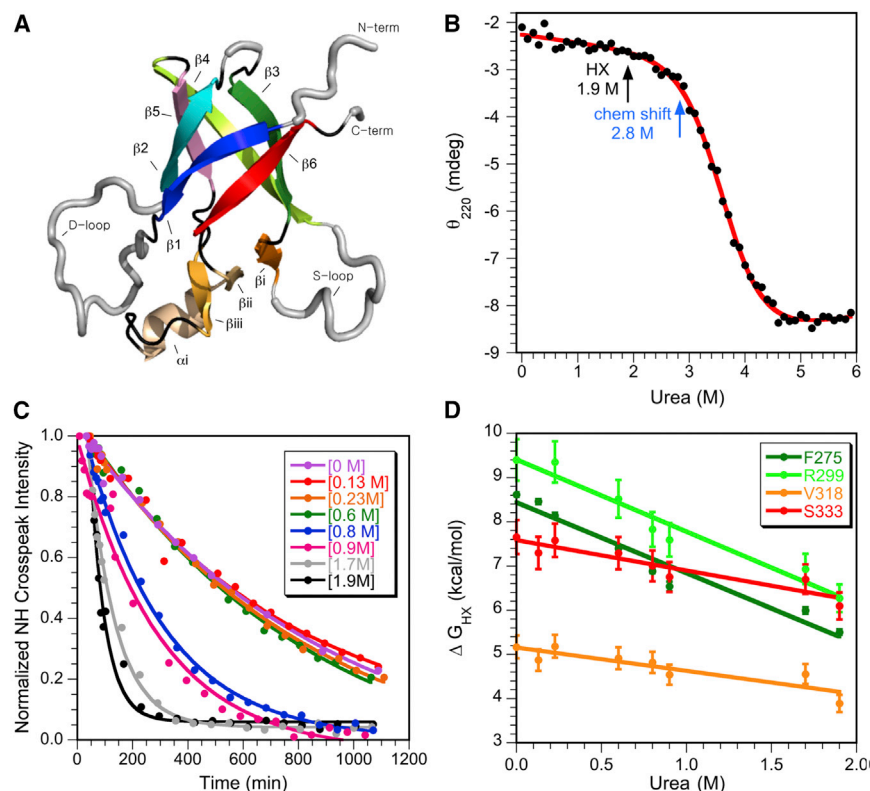 A
N-term
β4
β3
β5
C-term
β2
β6
D-loop
β1
βi
S-loop
βii
βiii
αi
B
-2
-3
-4
-5
-6
-7
-8
-9
θ220 (mdeg)
HX
1.9 M
chem shift
2.8 M
0 1 2 3 4 5 6
Urea (M)
C
1.0
0.8
0.6
0.4
0.2
0.0
Normalized NH Crosspeak Intensity
[0 M]
[0.13 M]
[0.23M]
[0.6 M]
[0.8 M]
[0.9M]
[1.7M]
[1.9M]
0 200 400 600 800 1000 1200
Time (min)
D
10
9
8
7
6
5
4
3
Δ GHX (kcal/mol)
F275
R299
V318
S333
0.0 0.5 1.0 1.5 2.0
Urea (M)